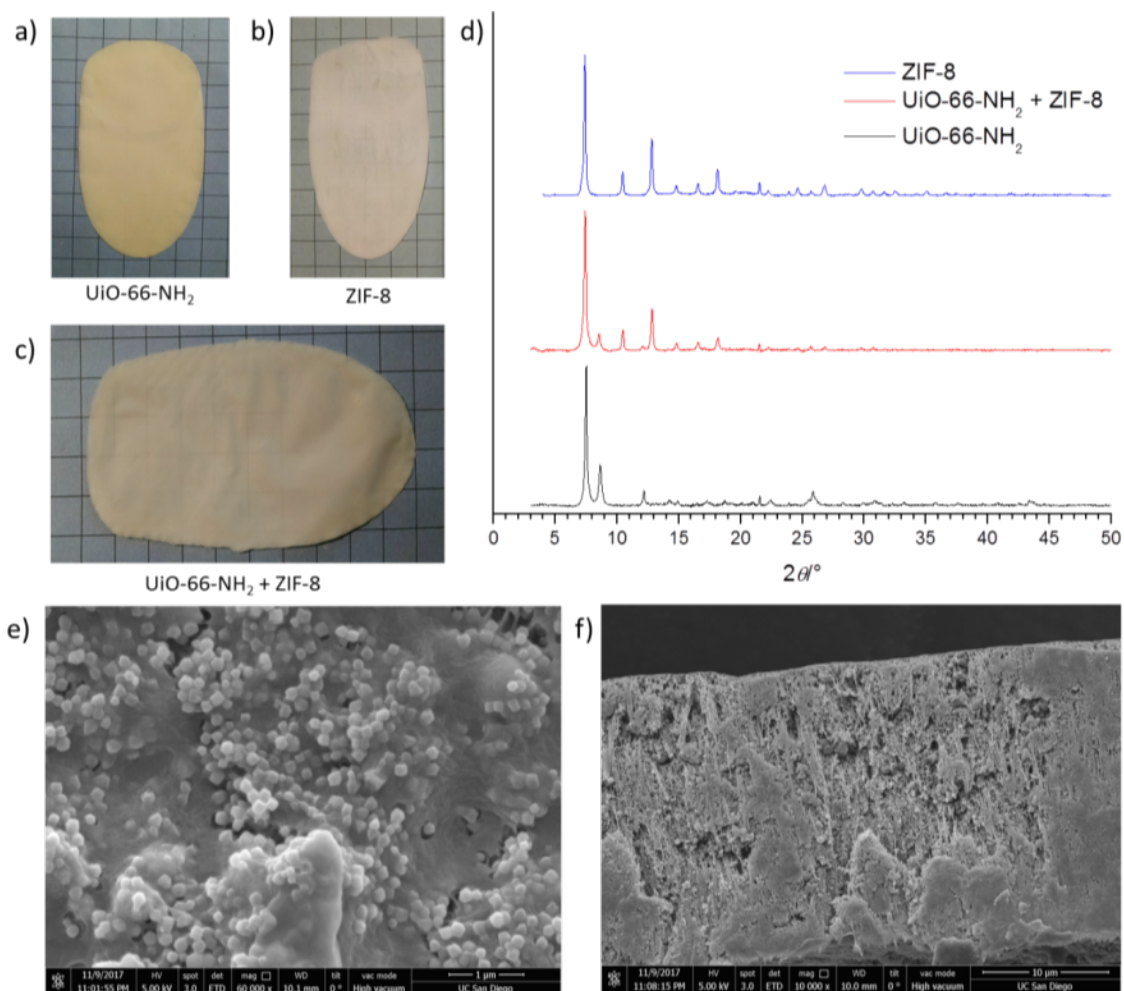 a)
b)
d)
UiO-66-NH₂
ZIF-8
c)
UiO-66-NH₂ + ZIF-8
ZIF-8
UiO-66-NH₂ + ZIF-8
UiO-66-NH₂
0 5 10 15 20 25 30 35 40 45 50
2θ/°
e)
f)
11/9/2017 HV spot det mag WD tilt vac mode 1 µm
11:01:55 PM 5.00 kV 3.0 ETD 60 000 x 10.1 mm 0° High vacuum UC San Diego
11/9/2017 HV spot det mag WD tilt vac mode 10 µm
11:08:15 PM 5.00 kV 3.0 ETD 10 000 x 10.0 mm 0° High vacuum UC San Diego